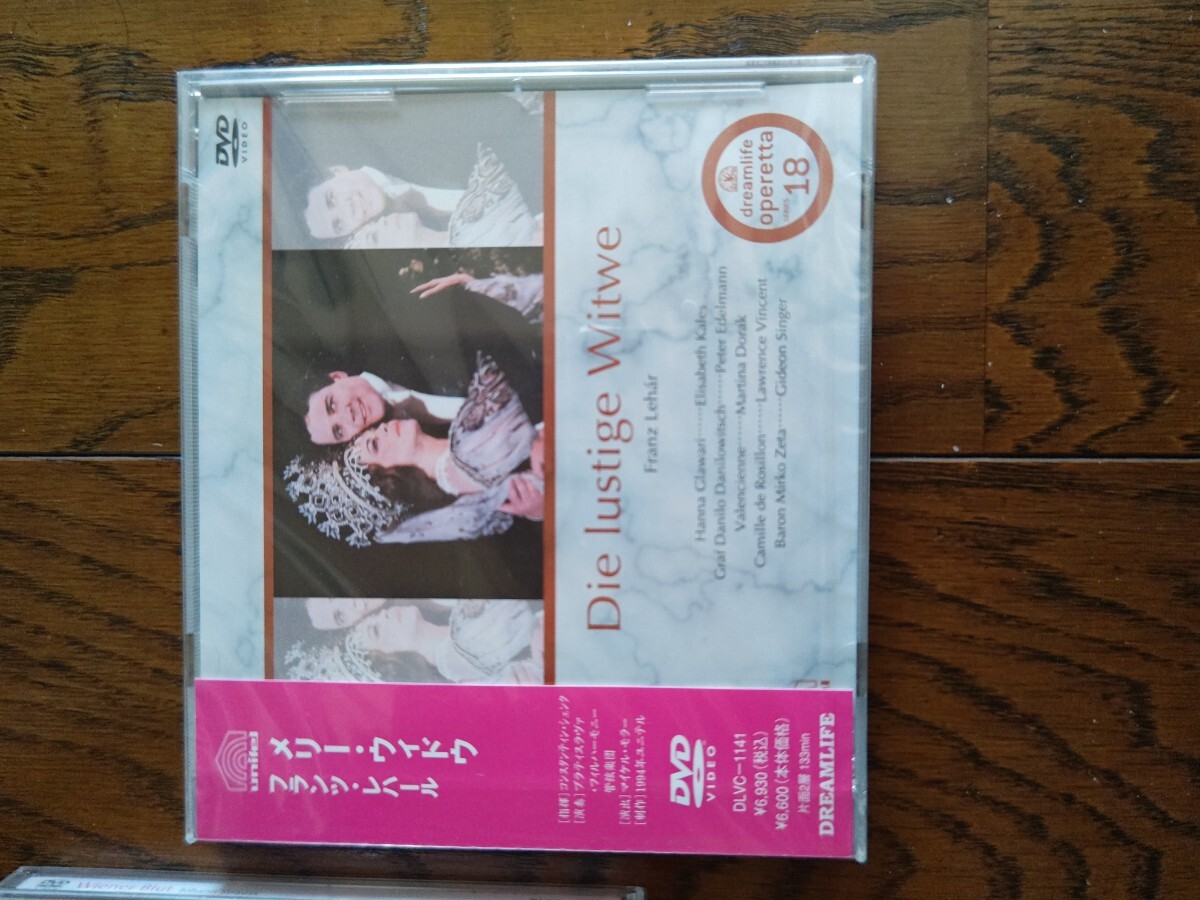 DVD
VIDEO
dreamlife
operetta
SERIES 18
Die lustige Witwe
Franz Lehár
Hanna Glawari……Elisabeth Kales
Graf Danilo Danilowitsch……Peter Edelmann
Valencienne……Martina Dorak
Camille de Rosillon……Lawrence Vincent
Baron Mirko Zeta……Gideon Singer
unitel
メリー・ウィドウ
フランツ・レハール
[指揮]コンスタンティン・シェンク
[演奏]ブラティスラヴァ
・フィルハーモニー
管弦楽団
[演出]マイケル・モラー
[制作]1994年ユニテル
DVD
VIDEO
DLVC-1141
¥6,930(税込)
¥6,600(本体価格)
片面2層 133min
DREAMLIFE
DVD
Wiener Blut